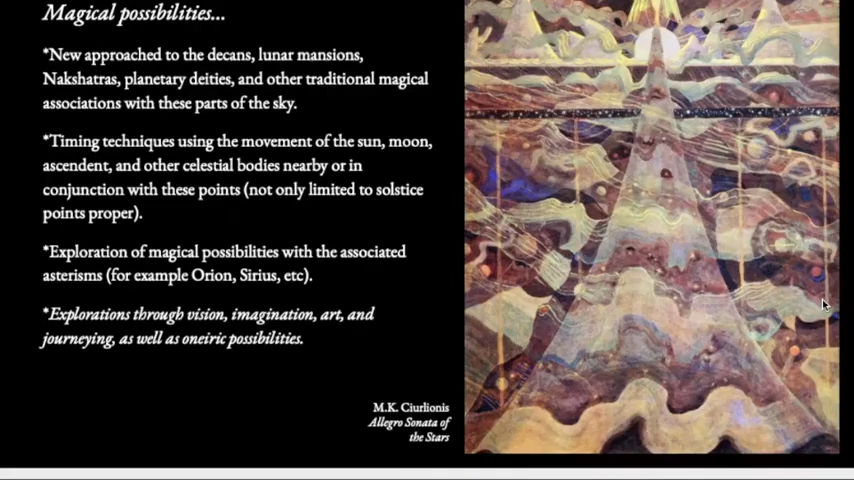 Magical possibilities...
*New approached to the decans, lunar mansions,
Nakshatras, planetary deities, and other traditional magical
associations with these parts of the sky.
*Timing techniques using the movement of the sun, moon,
ascendent, and other celestial bodies nearby or in
conjunction with these points (not only limited to solstice
points proper).
*Exploration of magical possibilities with the associated
asterisms (for example Orion, Sirius, etc).
*Explorations through vision, imagination, art, and
journeying, as well as oneiric possibilities.
M.K. Ciurlionis
Allegro Sonata of
the Stars